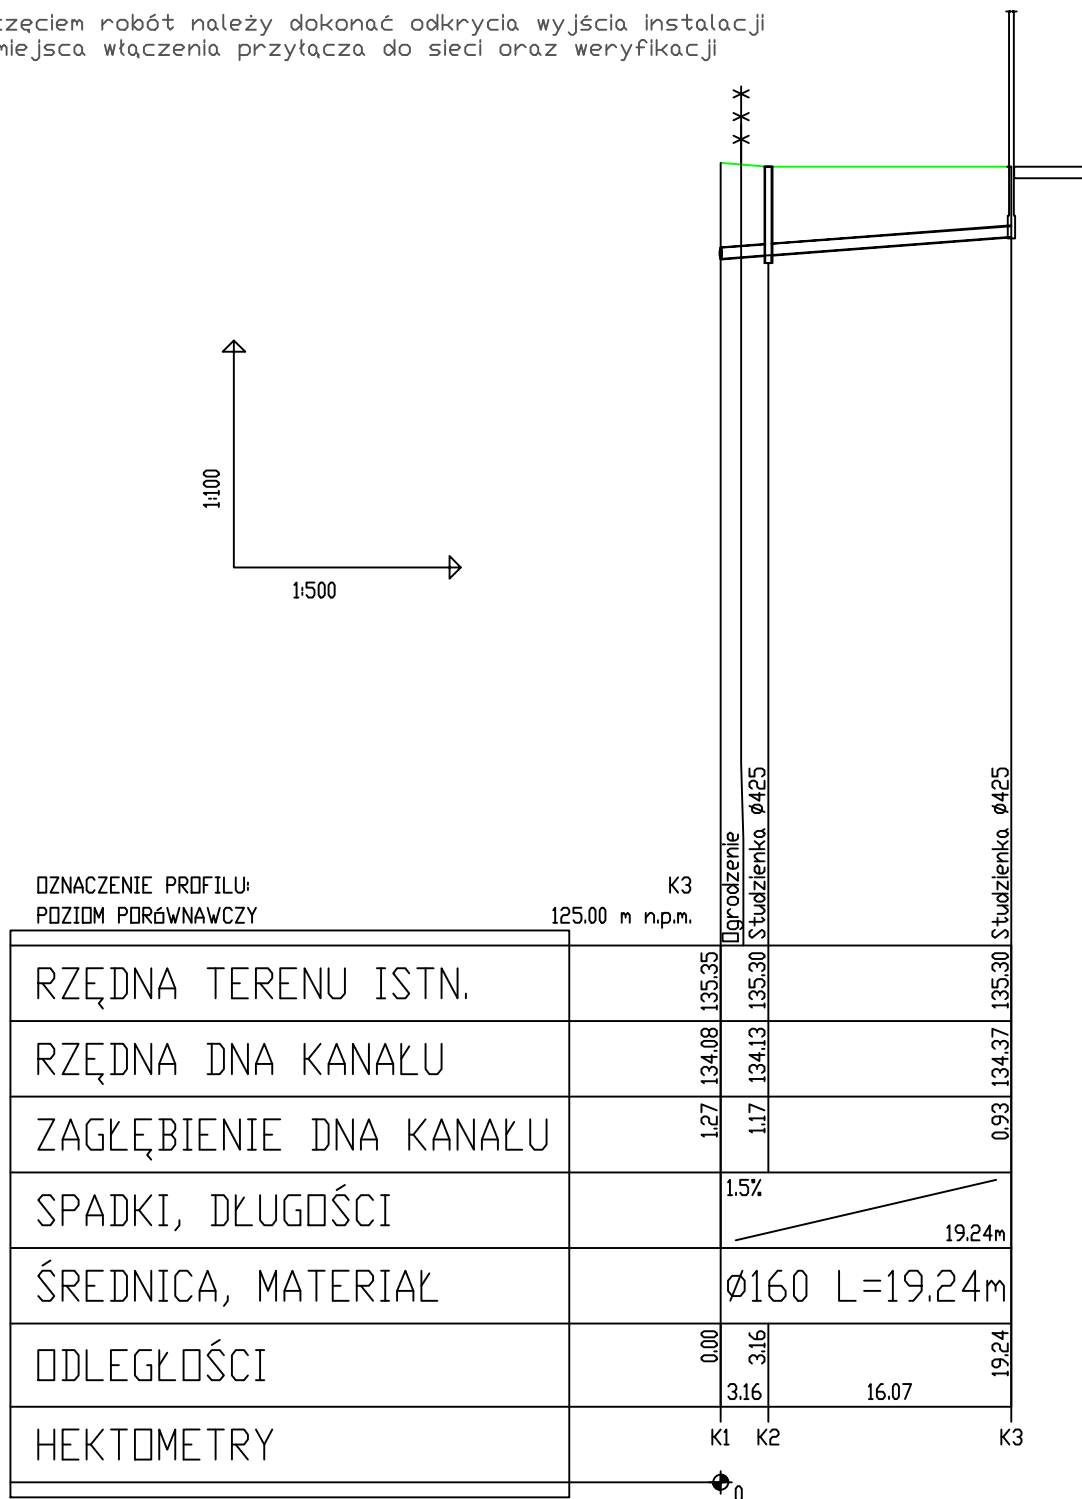 częciem robót należy dokonać odkrycia wyjścia instalacji
miejsca włączenia przyłącza do sieci oraz weryfikacji
1:100
1:500
Ogrodzenie
Studzienka ø425
Studzienka ø425
OZNACZENIE PROFILU: K3
POZIOM PORóWNAWCZY 125.00 m n.p.m.
RZĘDNA TERENU ISTN. 135.35 135.30 135.30
RZĘDNA DNA KANAŁU 134.08 134.13 134.37
ZAGŁĘBIENIE DNA KANAŁU 1.27 1.17 0.93
SPADKI, DŁUGOŚCI 1.5% 19.24m
ŚREDNICA, MATERIAŁ ø160 L=19.24m
ODLEGŁOŚCI 0.00 3.16 19.24
3.16 16.07
HEKTOMETRY K1 K2 K3
0